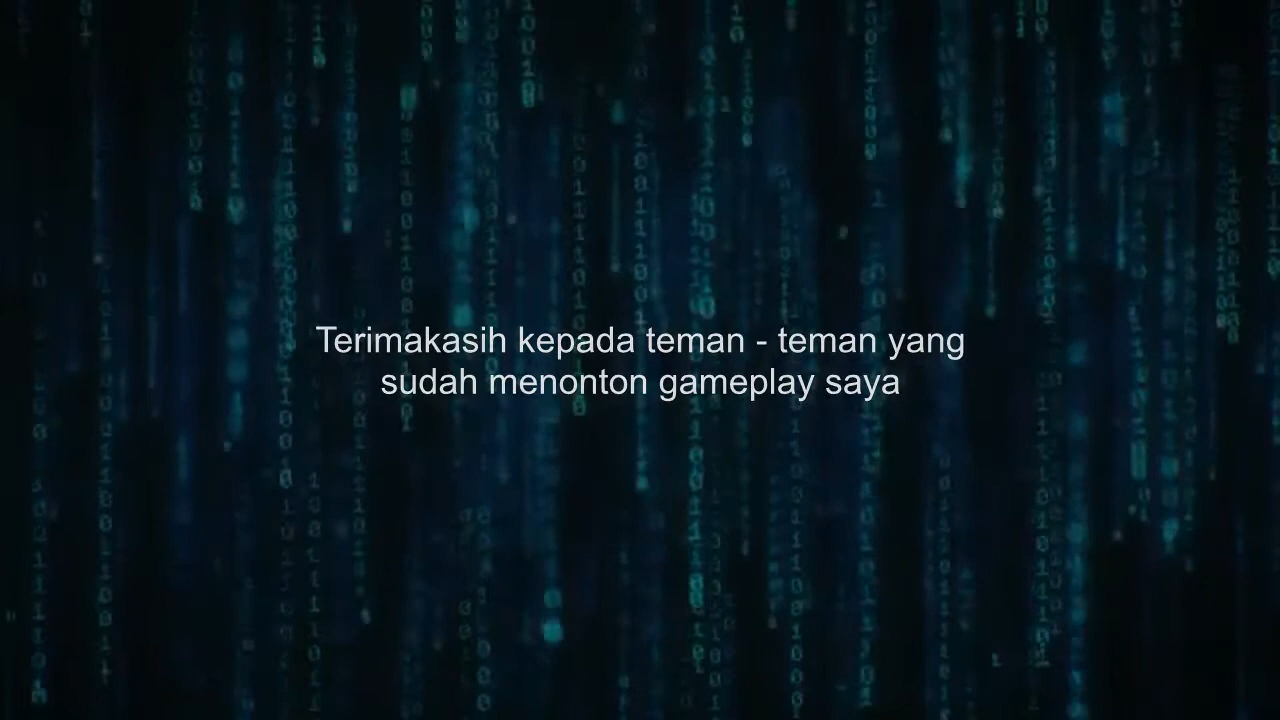 Terimakasih kepada teman - teman yang
sudah menonton gameplay saya